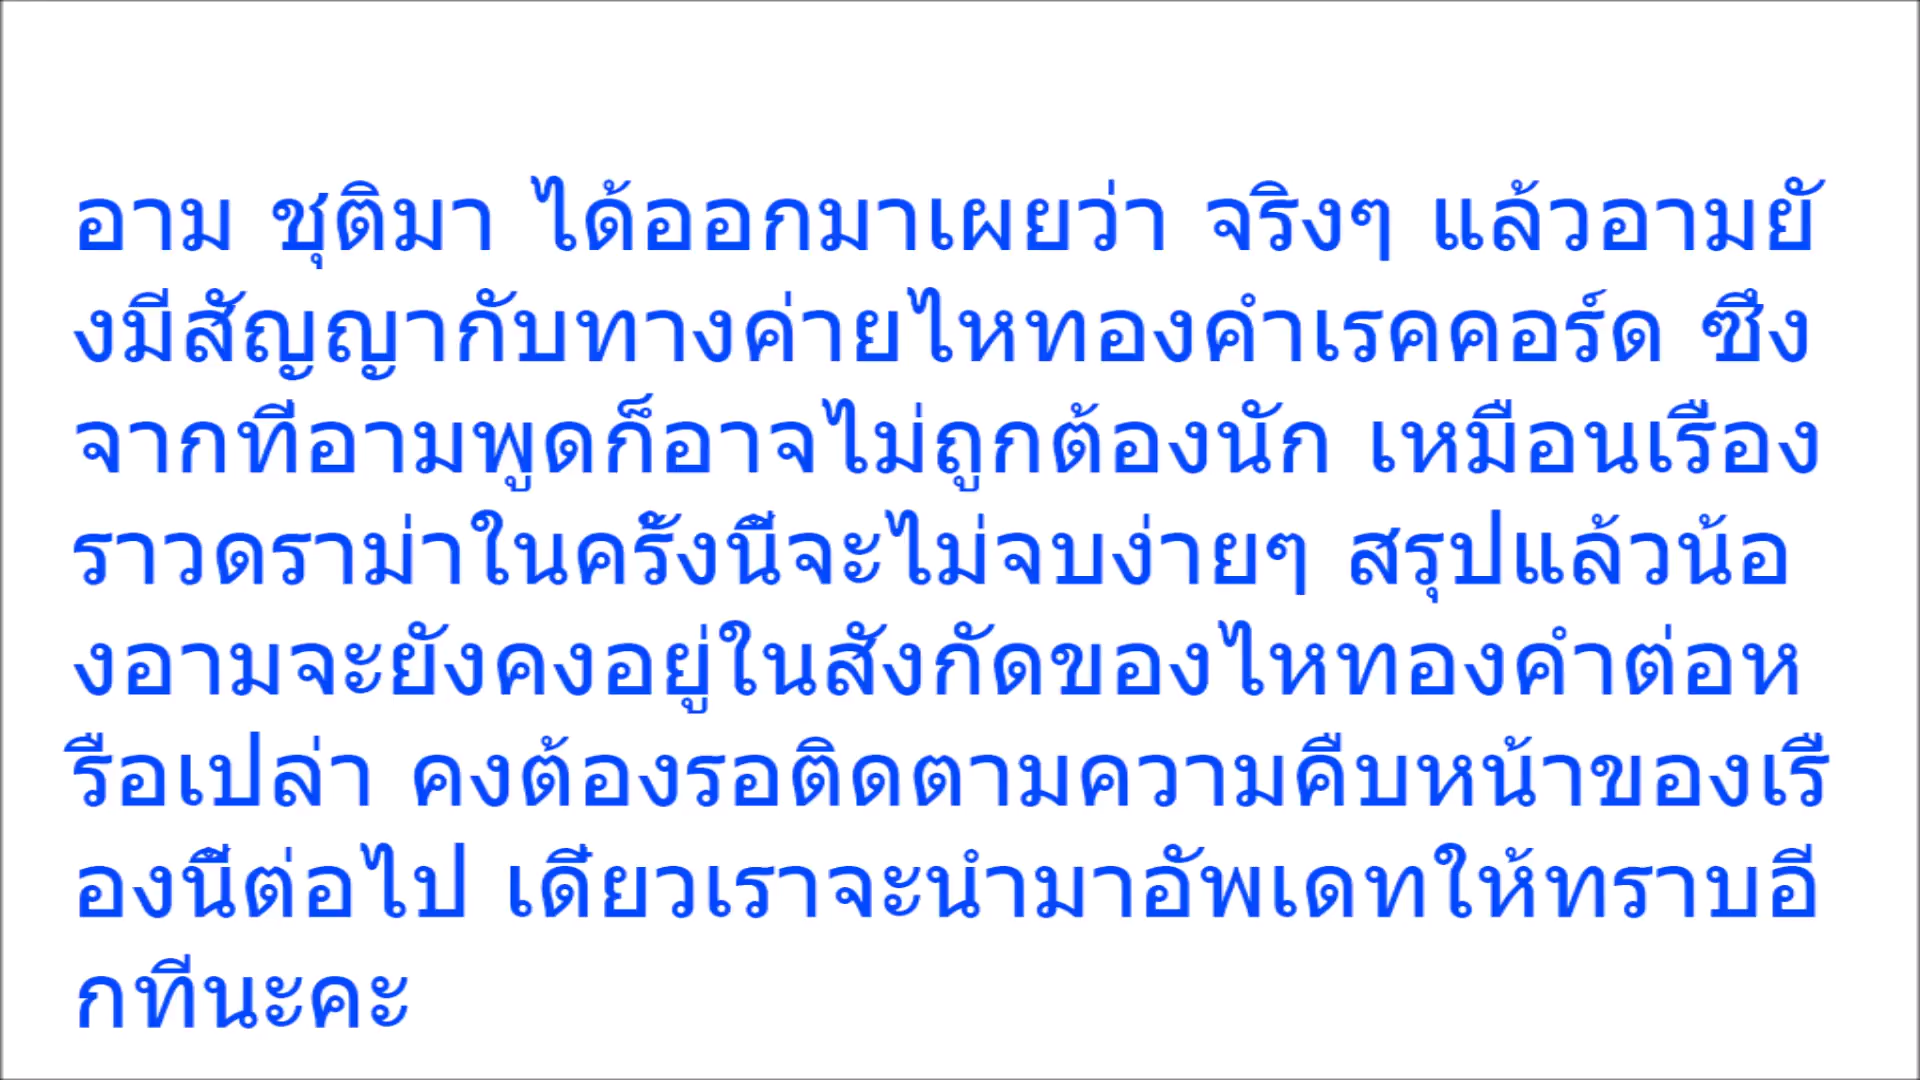 อาม ชุติมา ได้ออกมาเผยว่า จริงๆ แล้วอามยั
งมีสัญญากับทางค่ายไหทองคำเรคคอร์ด ซึ่ง
จากที่อามพูดก็อาจไม่ถูกต้องนัก เหมือนเรื่อง
ราวดราม่าในครั้งนี้จะไม่จบง่ายๆ สรุปแล้วน้อ
งอามจะยังคงอยู่ในสังกัดของไหทองคำต่อห
รือเปล่า คงต้องรอติดตามความคืบหน้าของเรื่
องนี้ต่อไป เดี๋ยวเราจะนำมาอัพเดทให้ทราบอี
กทีนะคะ